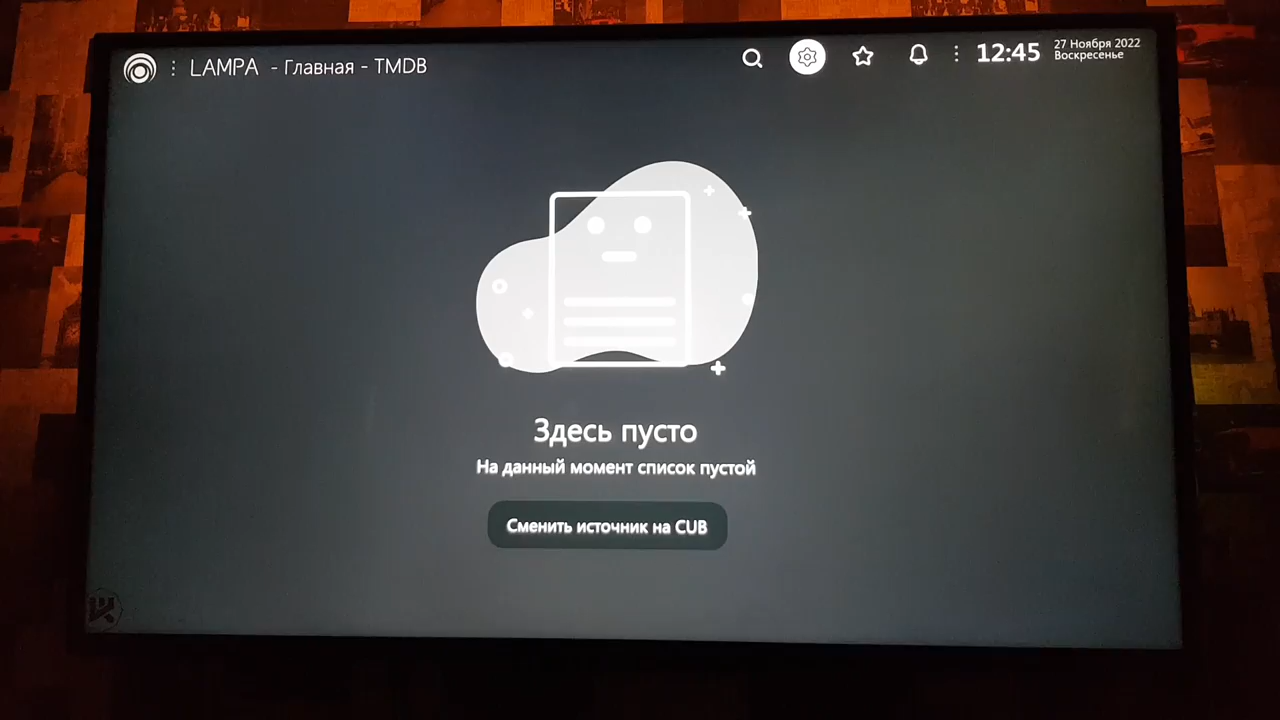 LAMPA - Главная - TMDB
12:45
27 Ноября 2022
Воскресенье
Здесь пусто
На данный момент список пустой
Сменить источник на CUB